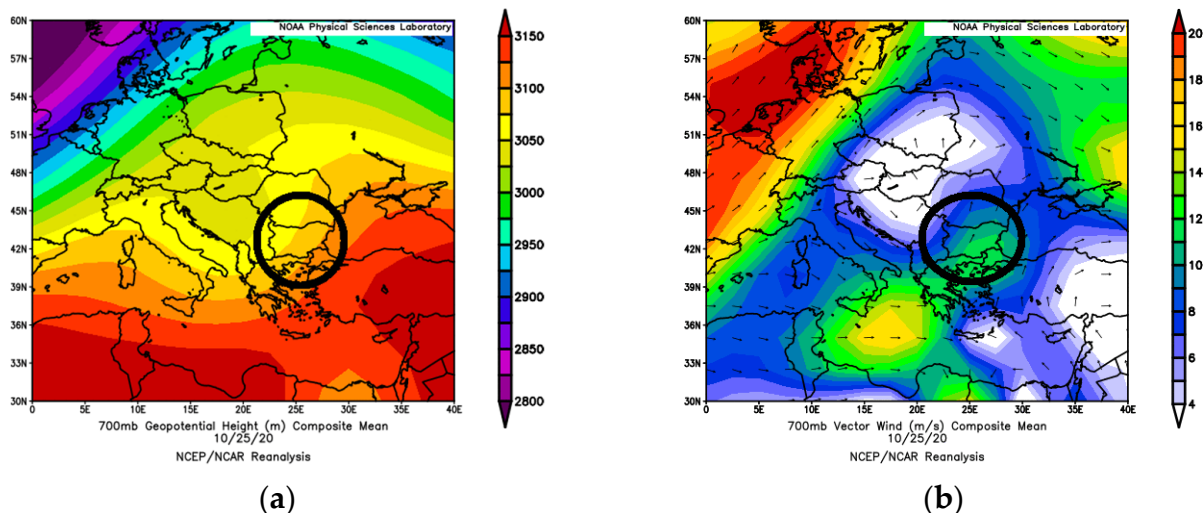 NOAA Physical Sciences Laboratory
60N
57N
54N
51N
48N
45N
42N
39N
36N
33N
30N
0 5E 10E 15E 20E 25E 30E 35E 40E
3150
3100
3050
3000
2950
2900
2850
2800
700mb Geopotential Height (m) Composite Mean
10/25/20
NCEP/NCAR Reanalysis
(a)
NOAA Physical Sciences Laboratory
60N
57N
54N
51N
48N
45N
42N
39N
36N
33N
30N
0 5E 10E 15E 20E 25E 30E 35E 40E
20
18
16
14
12
10
8
6
4
700mb Vector Wind (m/s) Composite Mean
10/25/20
NCEP/NCAR Reanalysis
(b)